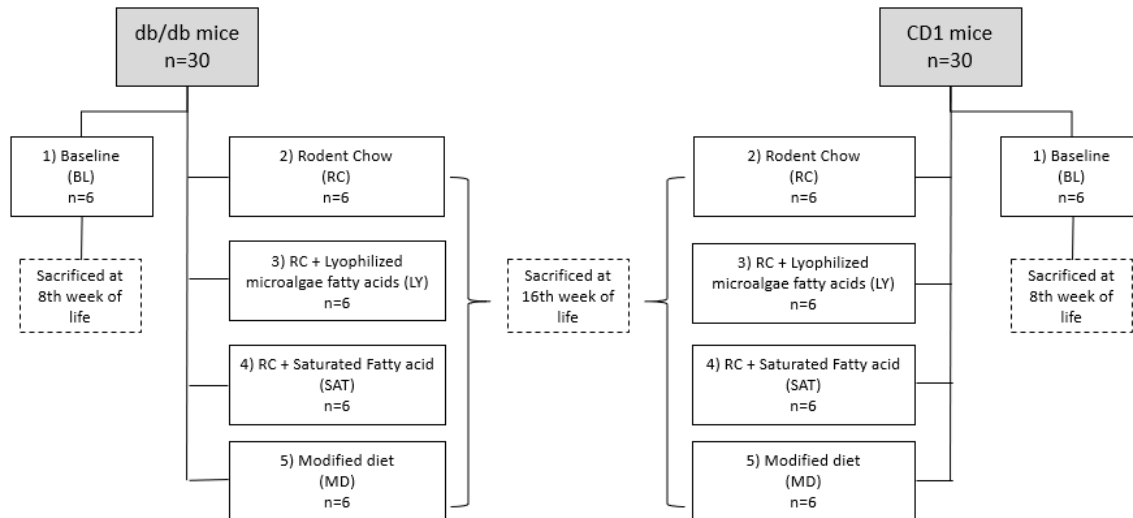 db/db mice
n=30
CD1 mice
n=30
1) Baseline
(BL)
n=6
Sacrificed at
8th week of
life
2) Rodent Chow
(RC)
n=6
3) RC + Lyophilized
microalgae fatty acids (LY)
n=6
4) RC + Saturated Fatty acid
(SAT)
n=6
5) Modified diet
(MD)
n=6
Sacrificed at
16th week of
life
2) Rodent Chow
(RC)
n=6
3) RC + Lyophilized
microalgae fatty acids (LY)
n=6
4) RC + Saturated Fatty acid
(SAT)
n=6
5) Modified diet
(MD)
n=6
1) Baseline
(BL)
n=6
Sacrificed at
8th week of
life